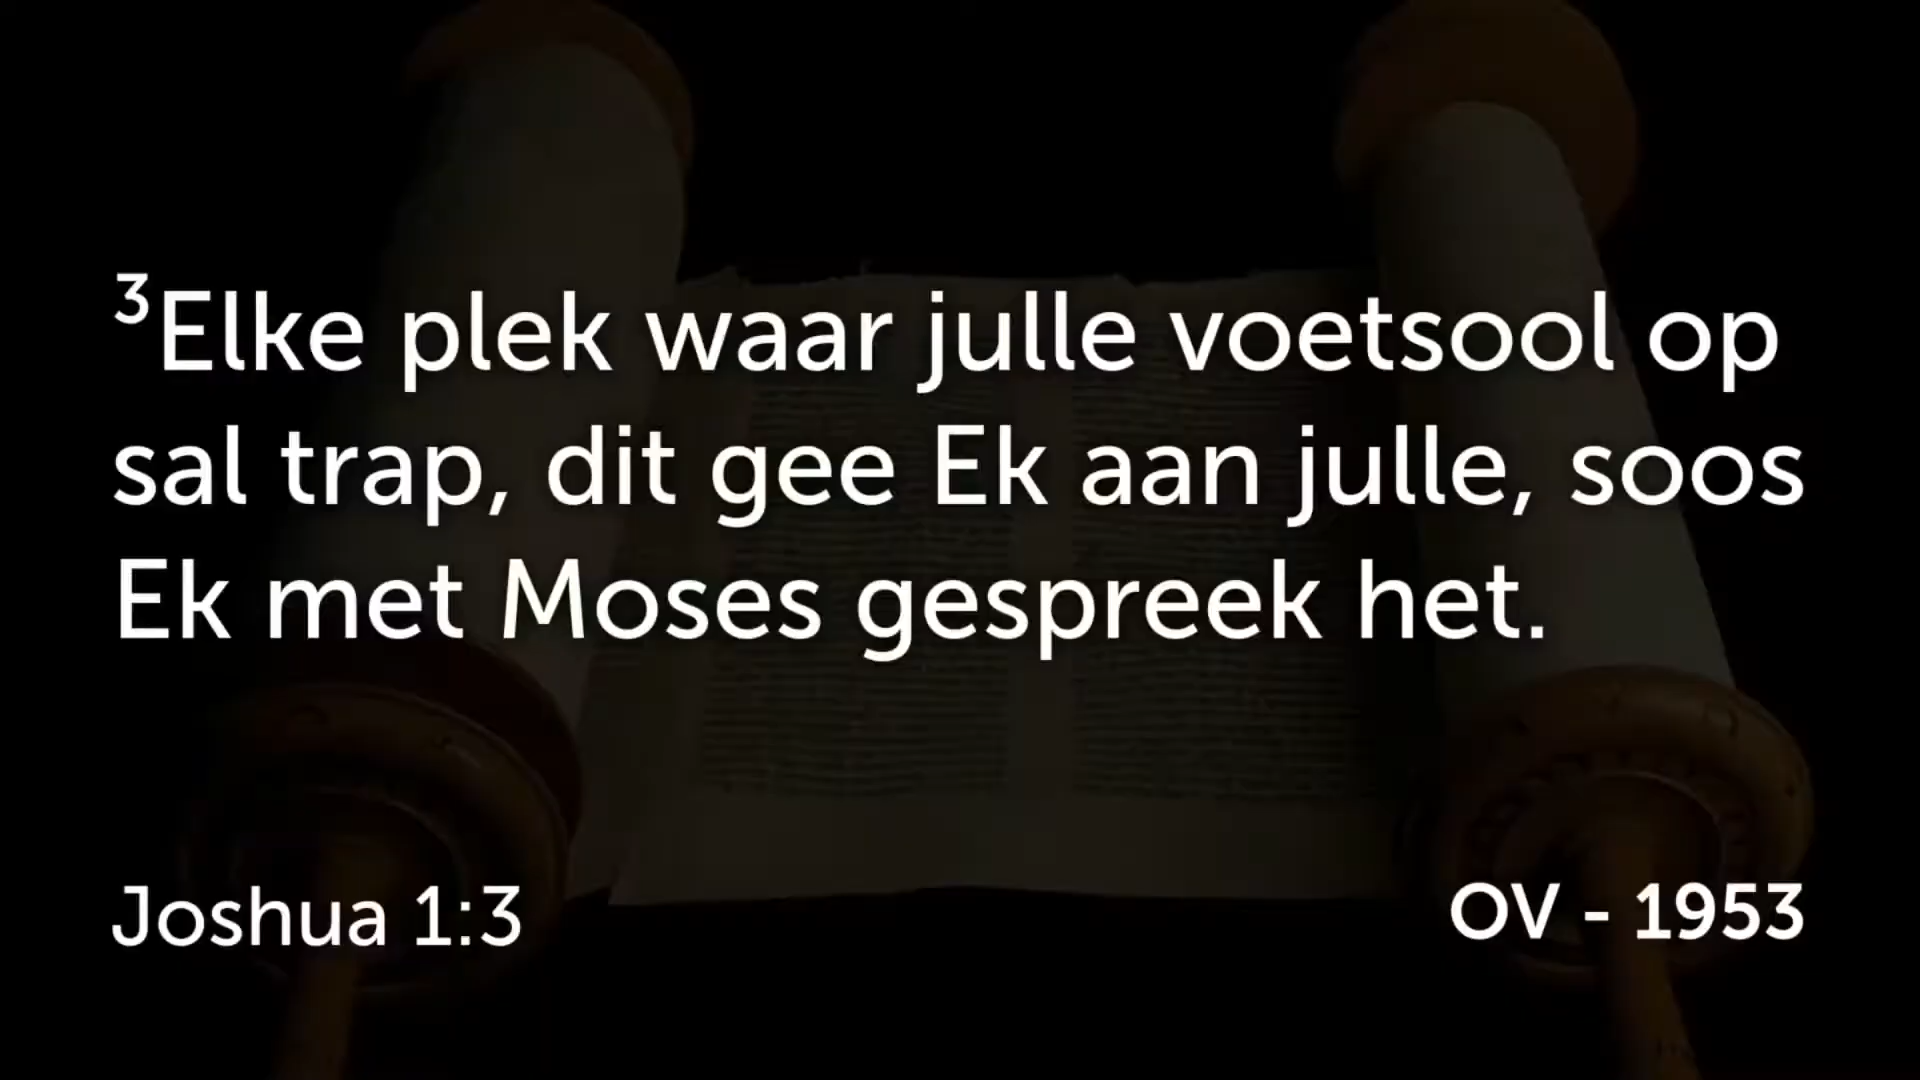 ³Elke plek waar julle voetsool op
sal trap, dit gee Ek aan julle, soos
Ek met Moses gespreek het.
Joshua 1:3
OV - 1953